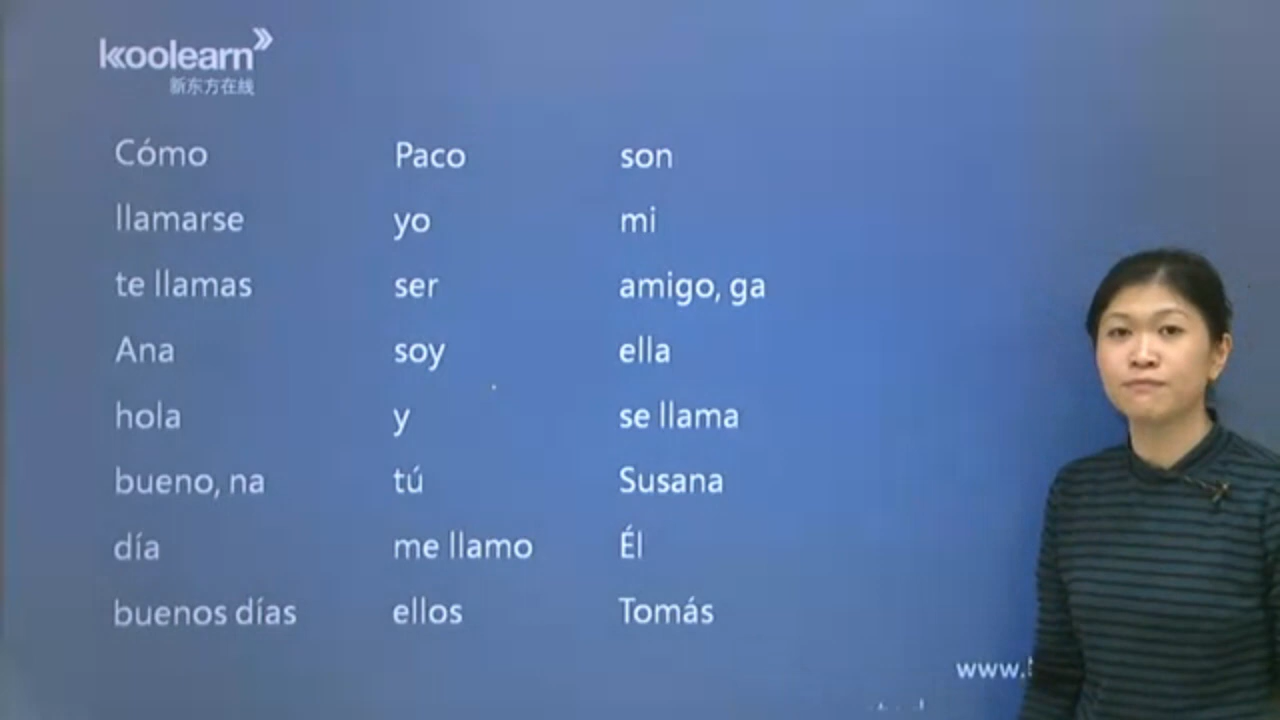 koolearn
新东方在线
Cómo Paco son
llamarse yo mi
te llamas ser amigo, ga
Ana soy ella
hola y se llama
bueno, na tú Susana
día me llamo Él
buenos días ellos Tomás
www.